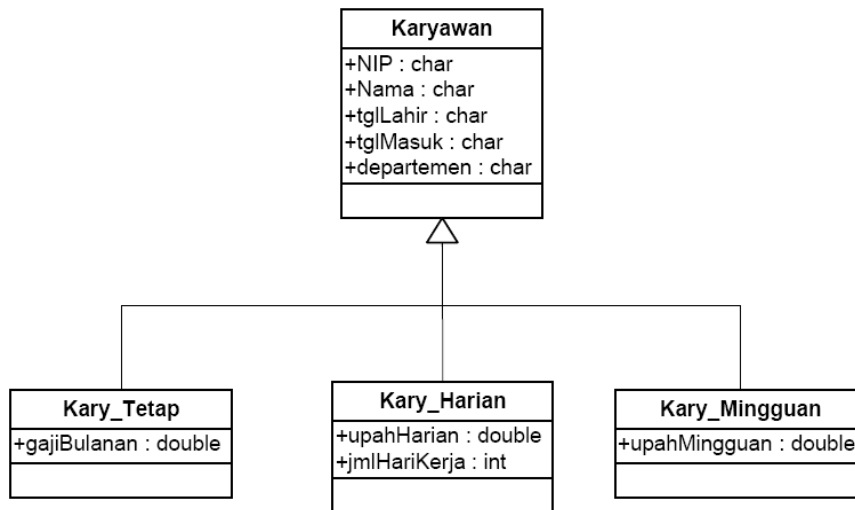 Karyawan
+NIP : char
+Nama : char
+tglLahir : char
+tglMasuk : char
+departemen : char
Kary_Tetap
+gajiBulanan : double
Kary_Harian
+upahHarian : double
+jmlHariKerja : int
Kary_Mingguan
+upahMingguan : double